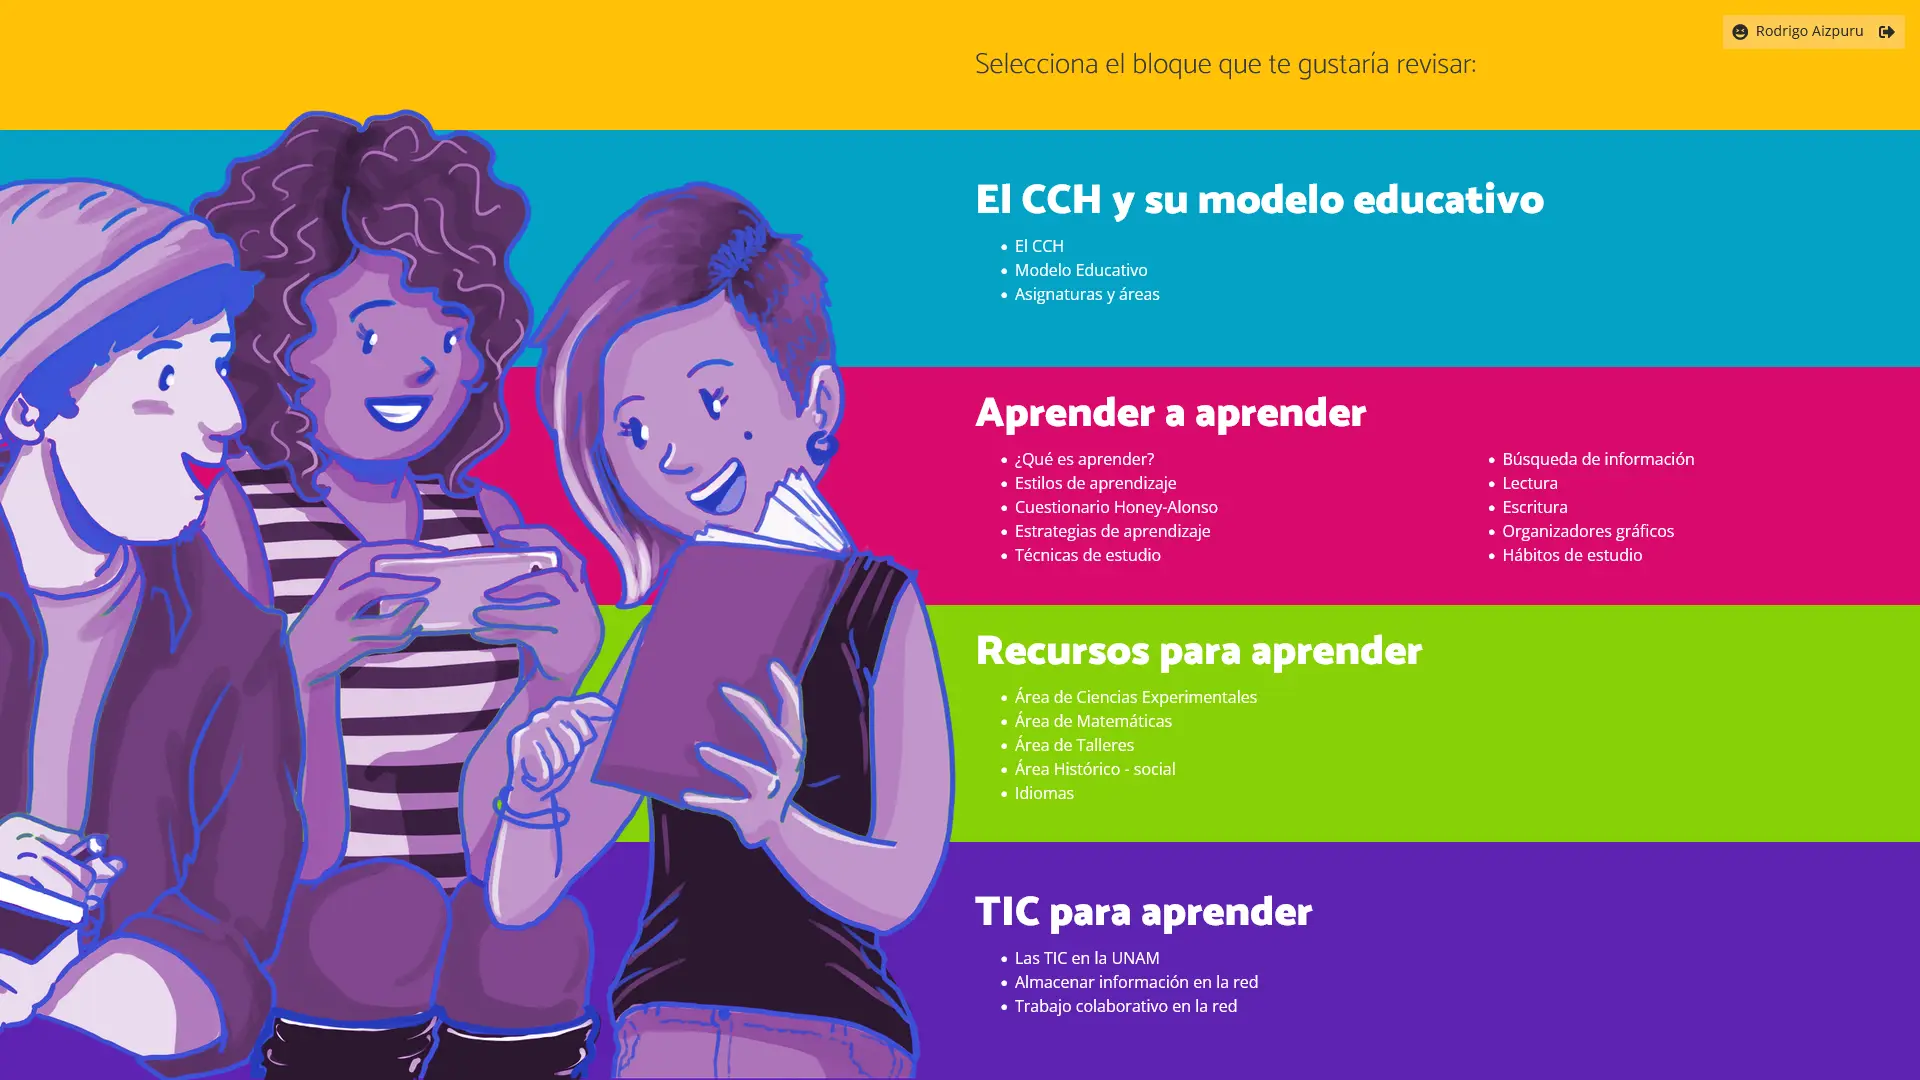 Rodrigo Aizpuru
Selecciona el bloque que te gustaría revisar:
El CCH y su modelo educativo
El CCH
Modelo Educativo
Asignaturas y áreas
Aprender a aprender
¿Qué es aprender?
Estilos de aprendizaje
Cuestionario Honey-Alonso
Estrategias de aprendizaje
Técnicas de estudio
Búsqueda de información
Lectura
Escritura
Organizadores gráficos
Hábitos de estudio
Recursos para aprender
Área de Ciencias Experimentales
Área de Matemáticas
Área de Talleres
Área Histórico - social
Idiomas
TIC para aprender
Las TIC en la UNAM
Almacenar información en la red
Trabajo colaborativo en la red